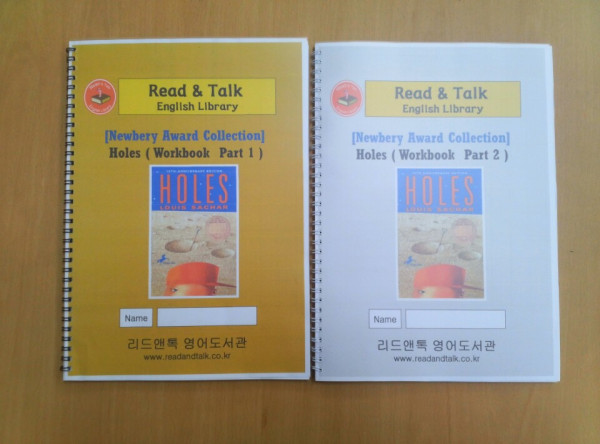 Read & Talk
English Library
[Newbery Award Collection]
Holes ( Workbook Part 1 )
HOLES
LOUIS SACHAR
Name
리드앤톡 영어도서관
www.readandtalk.co.kr
Read & Talk
English Library
[Newbery Award Collection]
Holes ( Workbook Part 2 )
HOLES
LOUIS SACHAR
Name
리드앤톡 영어도서관
www.readandtalk.co.kr